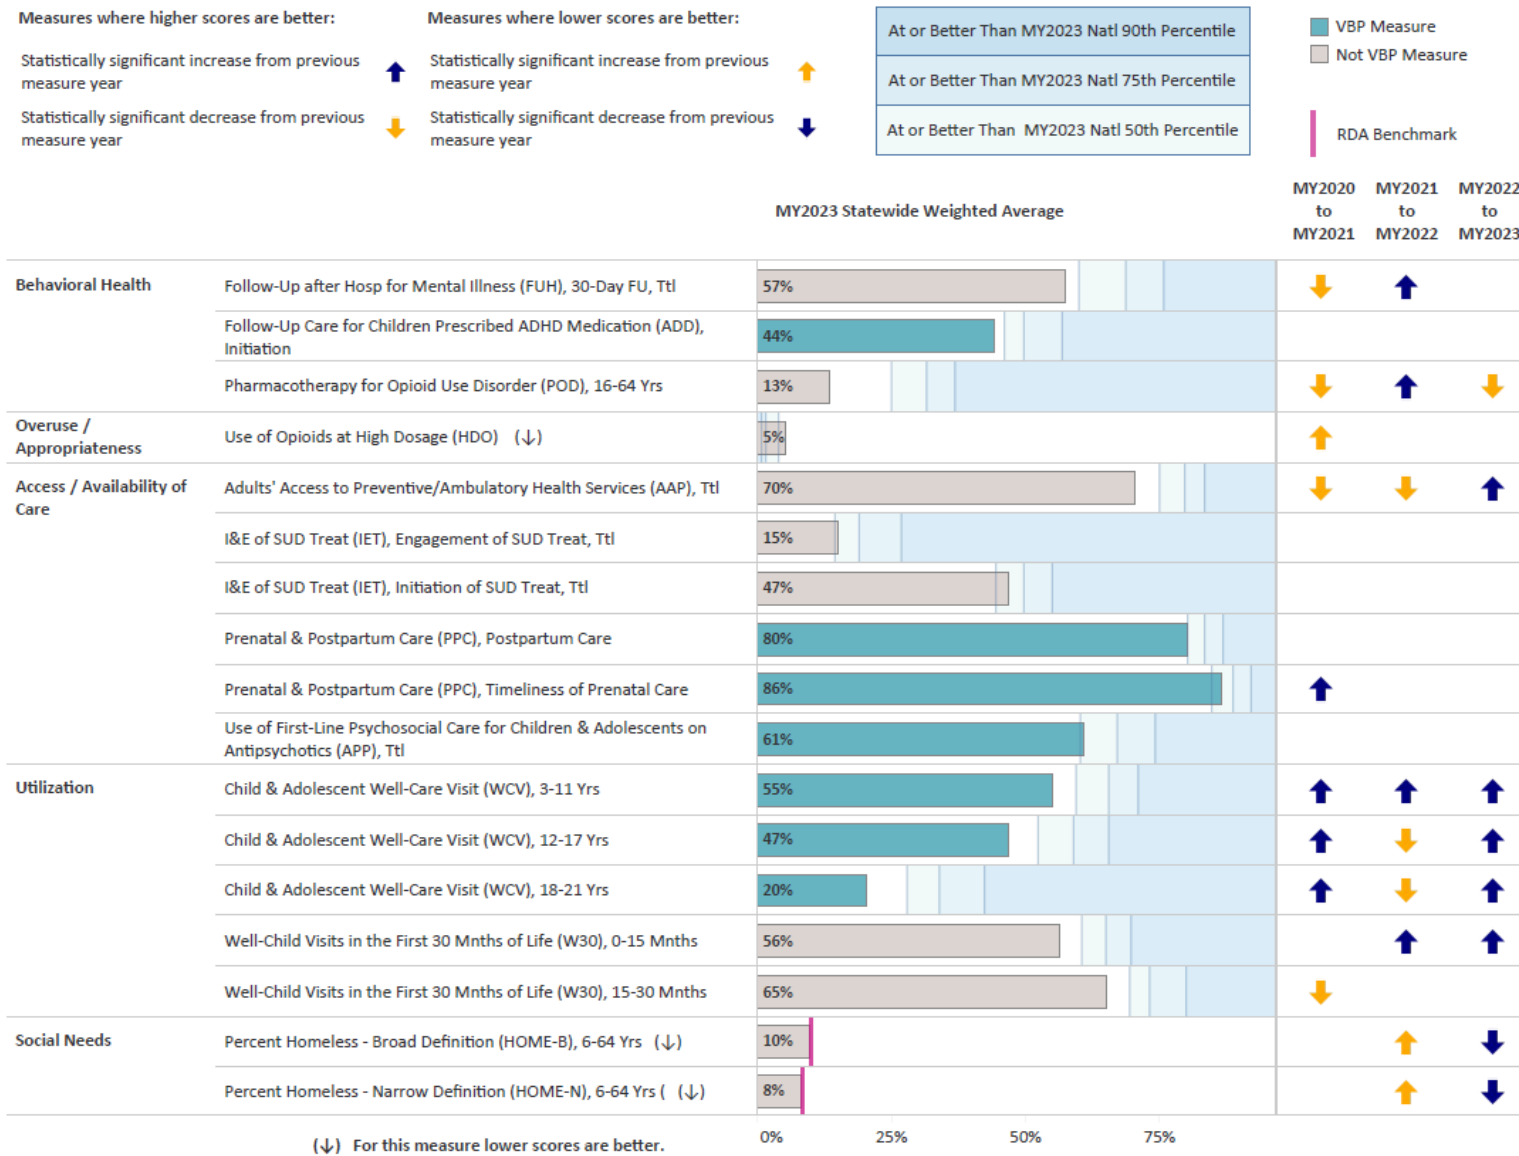 Measures where higher scores are better:
Statistically significant increase from previous
measure year
Statistically significant decrease from previous
measure year
Measures where lower scores are better:
Statistically significant increase from previous
measure year
Statistically significant decrease from previous
measure year
At or Better Than MY2023 Natl 90th Percentile
At or Better Than MY2023 Natl 75th Percentile
At or Better Than MY2023 Natl 50th Percentile
VBP Measure
Not VBP Measure
RDA Benchmark
MY2023 Statewide Weighted Average
MY2020
to
MY2021
MY2021
to
MY2022
MY2022
to
MY2023
Behavioral Health
Follow-Up after Hosp for Mental Illness (FUH), 30-Day FU, Ttl
57%
Follow-Up Care for Children Prescribed ADHD Medication (ADD),
Initiation
44%
Pharmacotherapy for Opioid Use Disorder (POD), 16-64 Yrs
13%
Overuse /
Appropriateness
Use of Opioids at High Dosage (HDO) (↓)
5%
Access / Availability of
Care
Adults' Access to Preventive/Ambulatory Health Services (AAP), Ttl
70%
I&E of SUD Treat (IET), Engagement of SUD Treat, Ttl
15%
I&E of SUD Treat (IET), Initiation of SUD Treat, Ttl
47%
Prenatal & Postpartum Care (PPC), Postpartum Care
80%
Prenatal & Postpartum Care (PPC), Timeliness of Prenatal Care
86%
Use of First-Line Psychosocial Care for Children & Adolescents on
Antipsychotics (APP), Ttl
61%
Utilization
Child & Adolescent Well-Care Visit (WCV), 3-11 Yrs
55%
Child & Adolescent Well-Care Visit (WCV), 12-17 Yrs
47%
Child & Adolescent Well-Care Visit (WCV), 18-21 Yrs
20%
Well-Child Visits in the First 30 Mnths of Life (W30), 0-15 Mnths
56%
Well-Child Visits in the First 30 Mnths of Life (W30), 15-30 Mnths
65%
Social Needs
Percent Homeless - Broad Definition (HOME-B), 6-64 Yrs (↓)
10%
Percent Homeless - Narrow Definition (HOME-N), 6-64 Yrs ( (↓)
8%
0% 25% 50% 75%
(↓) For this measure lower scores are better.